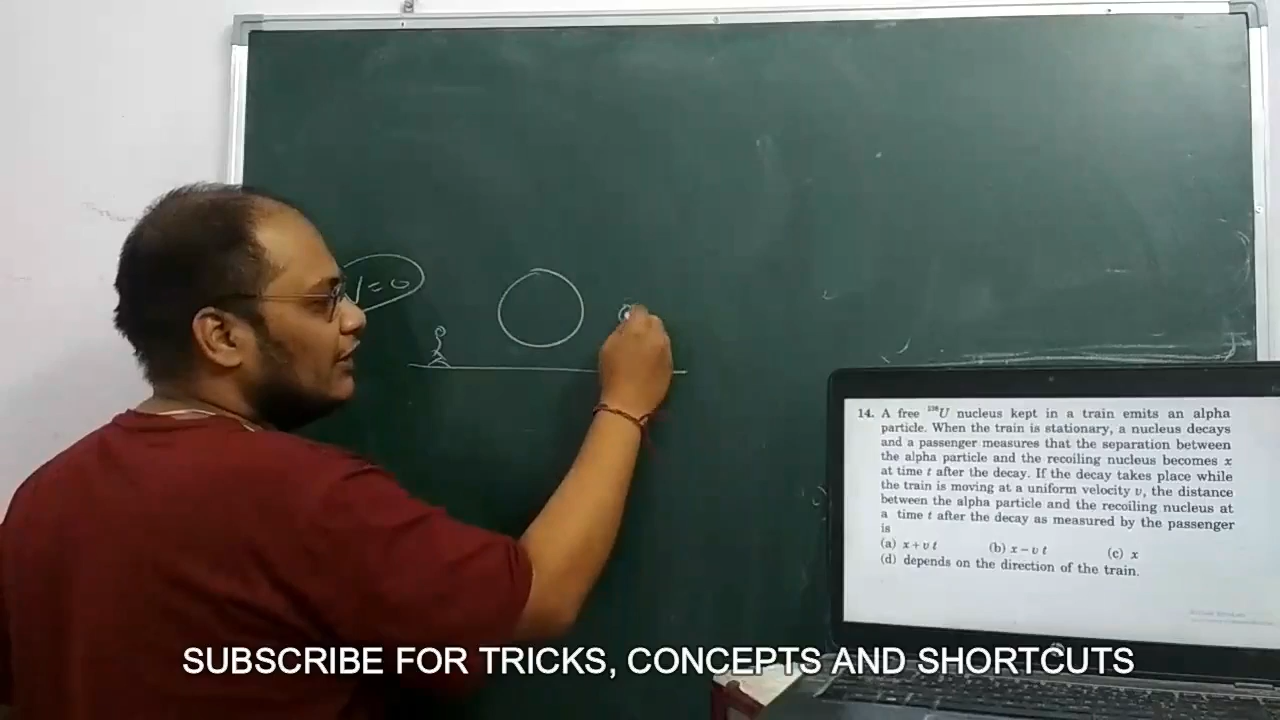 V = 0
14. A free ²³⁸U nucleus kept in a train emits an alpha
particle. When the train is stationary, a nucleus decays
and a passenger measures that the separation between
the alpha particle and the recoiling nucleus becomes x
at time t after the decay. If the decay takes place while
the train is moving at a uniform velocity v, the distance
between the alpha particle and the recoiling nucleus at
a time t after the decay as measured by the passenger
is
(a) x + v t (b) x – v t (c) x
(d) depends on the direction of the train.
SUBSCRIBE FOR TRICKS, CONCEPTS AND SHORTCUTS